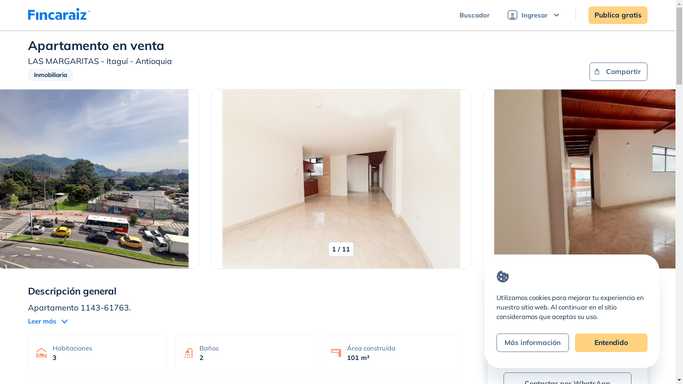 Fincaraiz
Buscador
Ingresar
Publica gratis
Apartamento en venta
LAS MARGARITAS - Itaguí - Antioquia
Inmobiliaria
Compartir
1 / 11
Descripción general
Apartamento 1143-61763.
Leer más
Habitaciones
3
Baños
2
Área construida
101 m²
Utilizamos cookies para mejorar tu experiencia en
nuestro sitio web. Al continuar en el sitio
consideramos que aceptas su uso.
Más información
Entendido
Contactar por WhatsApp